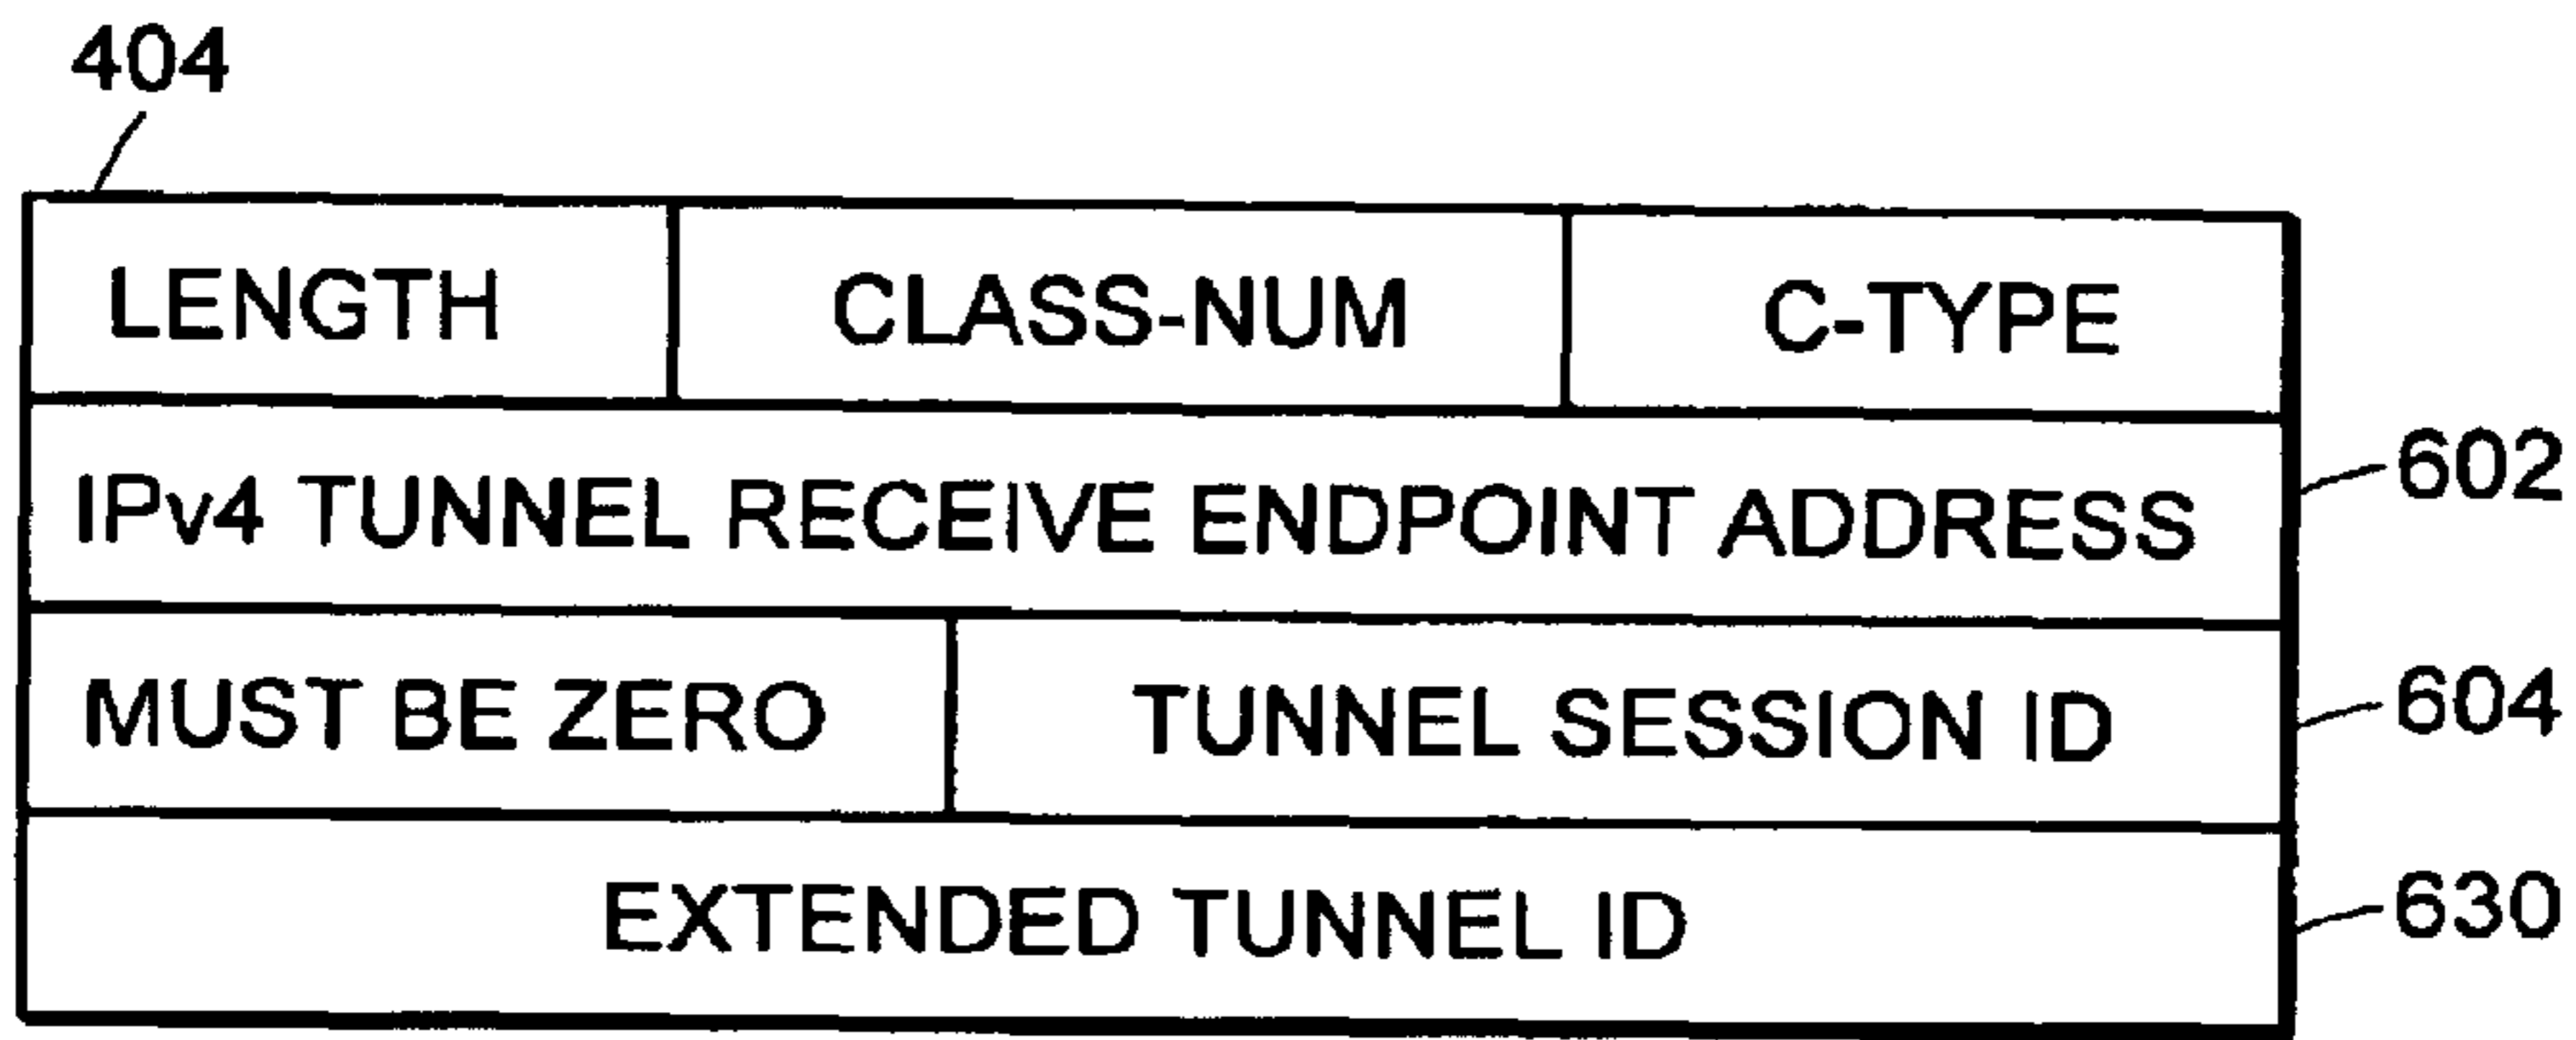 404
LENGTH CLASS-NUM C-TYPE
IPv4 TUNNEL RECEIVE ENDPOINT ADDRESS 602
MUST BE ZERO TUNNEL SESSION ID 604
EXTENDED TUNNEL ID 630